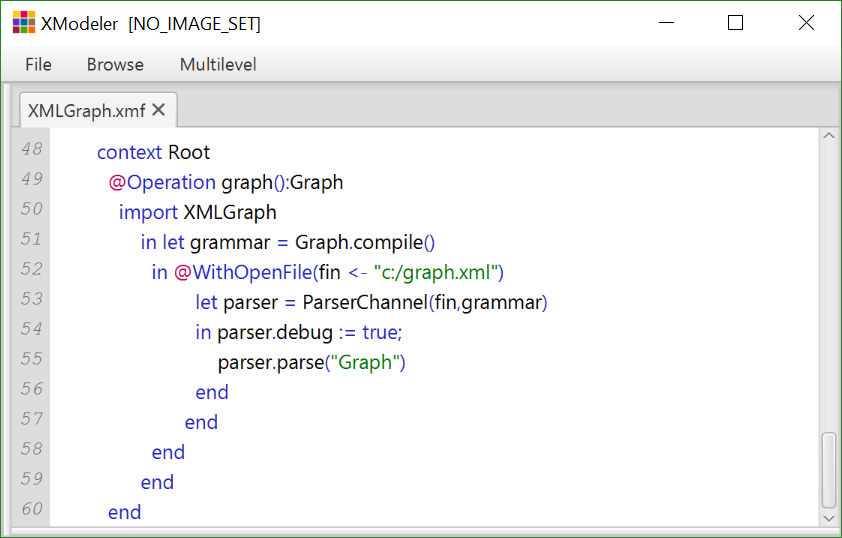 XModeler [NO_IMAGE_SET]
File Browse Multilevel
XMLGraph.xmf
48 context Root
49 @Operation graph():Graph
50 import XMLGraph
51 in let grammar = Graph.compile()
52 in @WithOpenFile(fin <- "c:/graph.xml")
53 let parser = ParserChannel(fin,grammar)
54 in parser.debug := true;
55 parser.parse("Graph")
56 end
57 end
58 end
59 end
60 end